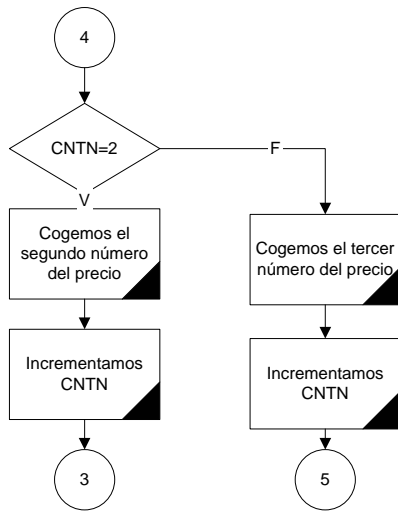 4
CNTN=2
F
V
Cogemos el
segundo número
del precio
Cogemos el tercer
número del precio
Incrementamos
CNTN
Incrementamos
CNTN
3
5